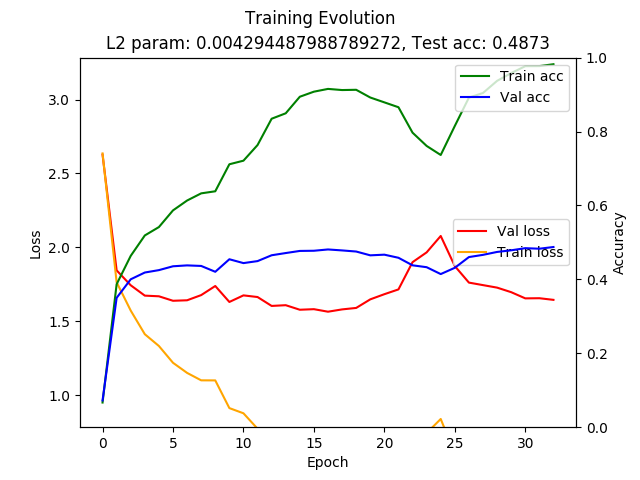 Training Evolution
L2 param: 0.004294487988789272, Test acc: 0.4873
Train acc
Val acc
Val loss
Train loss
Loss
3.0
2.5
2.0
1.5
1.0
1.0
0.8
0.6
0.4
0.2
0.0
Accuracy
0
5
10
15
20
25
30
Epoch